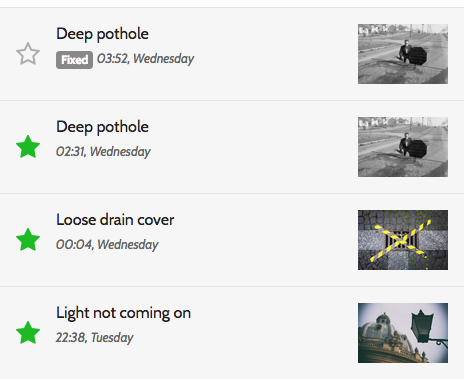 Deep pothole
Fixed 03:52, Wednesday
Deep pothole
02:31, Wednesday
Loose drain cover
00:04, Wednesday
Light not coming on
22:38, Tuesday